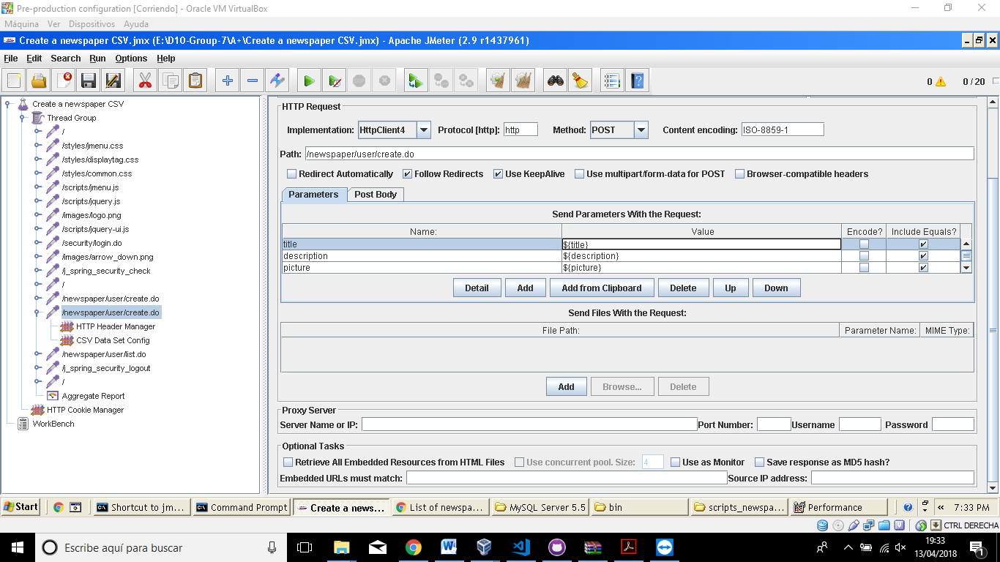 Pre-production configuration [Corriendo] - Oracle VM VirtualBox
Máquina Ver Dispositivos Ayuda
Create a newspaper CSV.jmx (E:\D10-Group-7\A+\Create a newspaper CSV.jmx) - Apache JMeter (2.9 r1437961)
File Edit Search Run Options Help
0 0 / 20
Create a newspaper CSV
Thread Group
/
/styles/jmenu.css
/styles/displaytag.css
/styles/common.css
/scripts/jmenu.js
/scripts/jquery.js
/images/logo.png
/scripts/jquery-ui.js
/security/login.do
/images/arrow_down.png
/j_spring_security_check
/
/newspaper/user/create.do
/newspaper/user/create.do
HTTP Header Manager
CSV Data Set Config
/newspaper/user/list.do
/j_spring_security_logout
/
Aggregate Report
HTTP Cookie Manager
WorkBench
HTTP Request
Implementation: HttpClient4 Protocol [http]: http Method: POST Content encoding: ISO-8859-1
Path: /newspaper/user/create.do
Redirect Automatically Follow Redirects Use KeepAlive Use multipart/form-data for POST Browser-compatible headers
Parameters Post Body
Send Parameters With the Request:
Name: Value Encode? Include Equals?
title ${title}
description ${description}
picture ${picture}
Detail Add Add from Clipboard Delete Up Down
Send Files With the Request:
File Path: Parameter Name: MIME Type:
Add Browse... Delete
Proxy Server
Server Name or IP: Port Number: Username Password
Optional Tasks
Retrieve All Embedded Resources from HTML Files Use concurrent pool. Size: 4 Use as Monitor Save response as MD5 hash?
Embedded URLs must match: Source IP address:
Start Shortcut to jm... Command Prompt Create a news... List of newspa... MySQL Server 5.5 bin scripts_newspa... Performance « 7:33 PM
CTRL DERECHA
Escribe aquí para buscar
19:33
13/04/2018
1